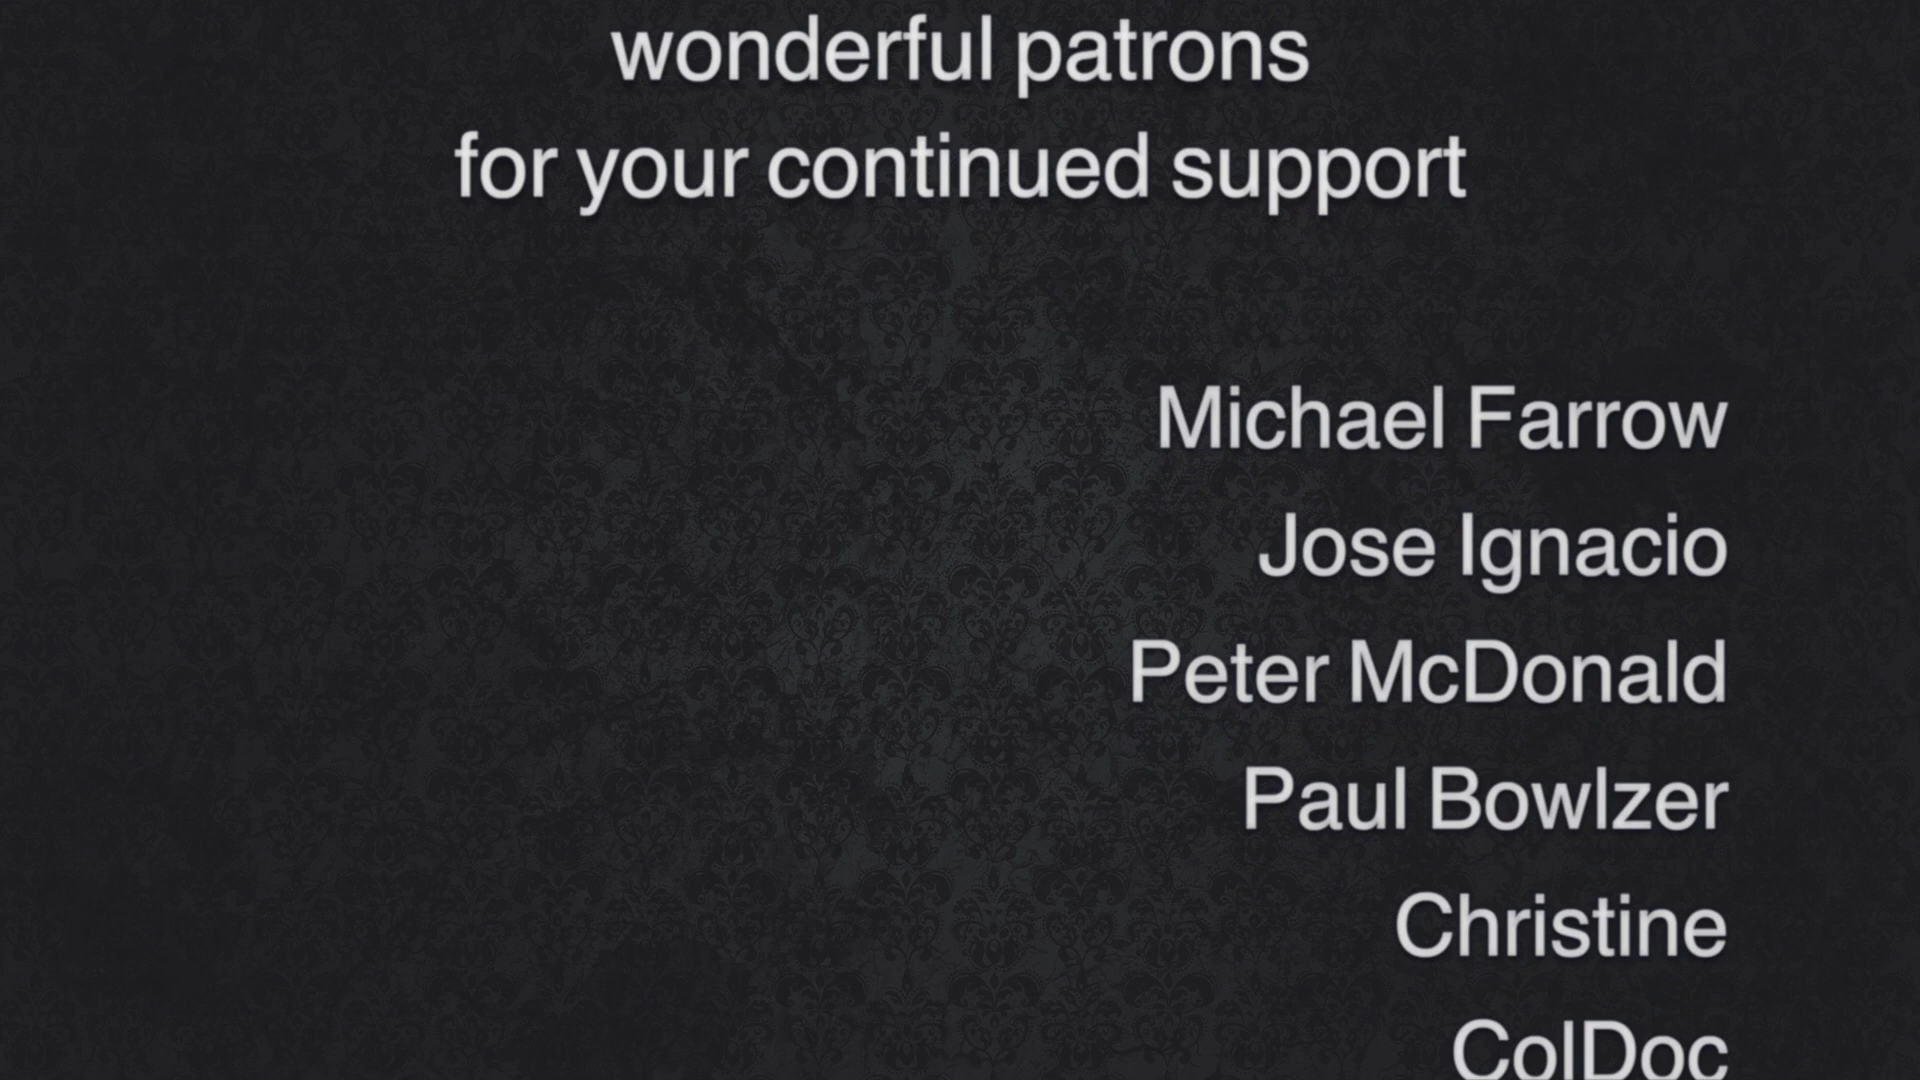 wonderful patrons
for your continued support
Michael Farrow
Jose Ignacio
Peter McDonald
Paul Bowlzer
Christine
ColDoc